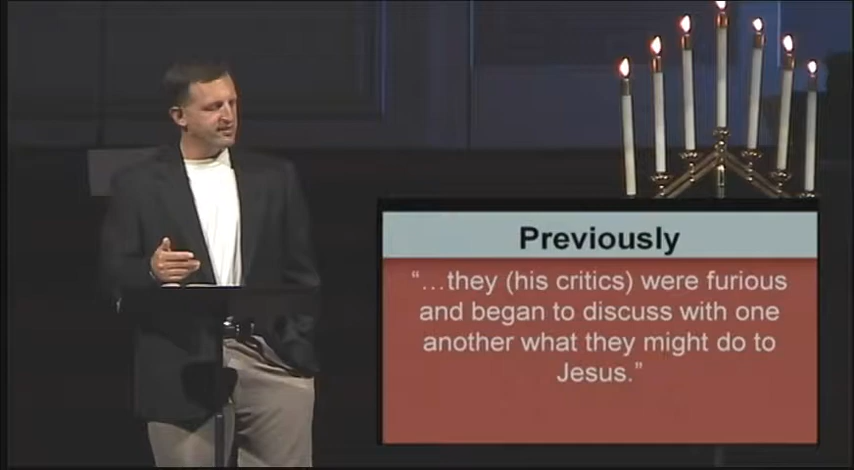 Previously
“…they (his critics) were furious
and began to discuss with one
another what they might do to
Jesus.”